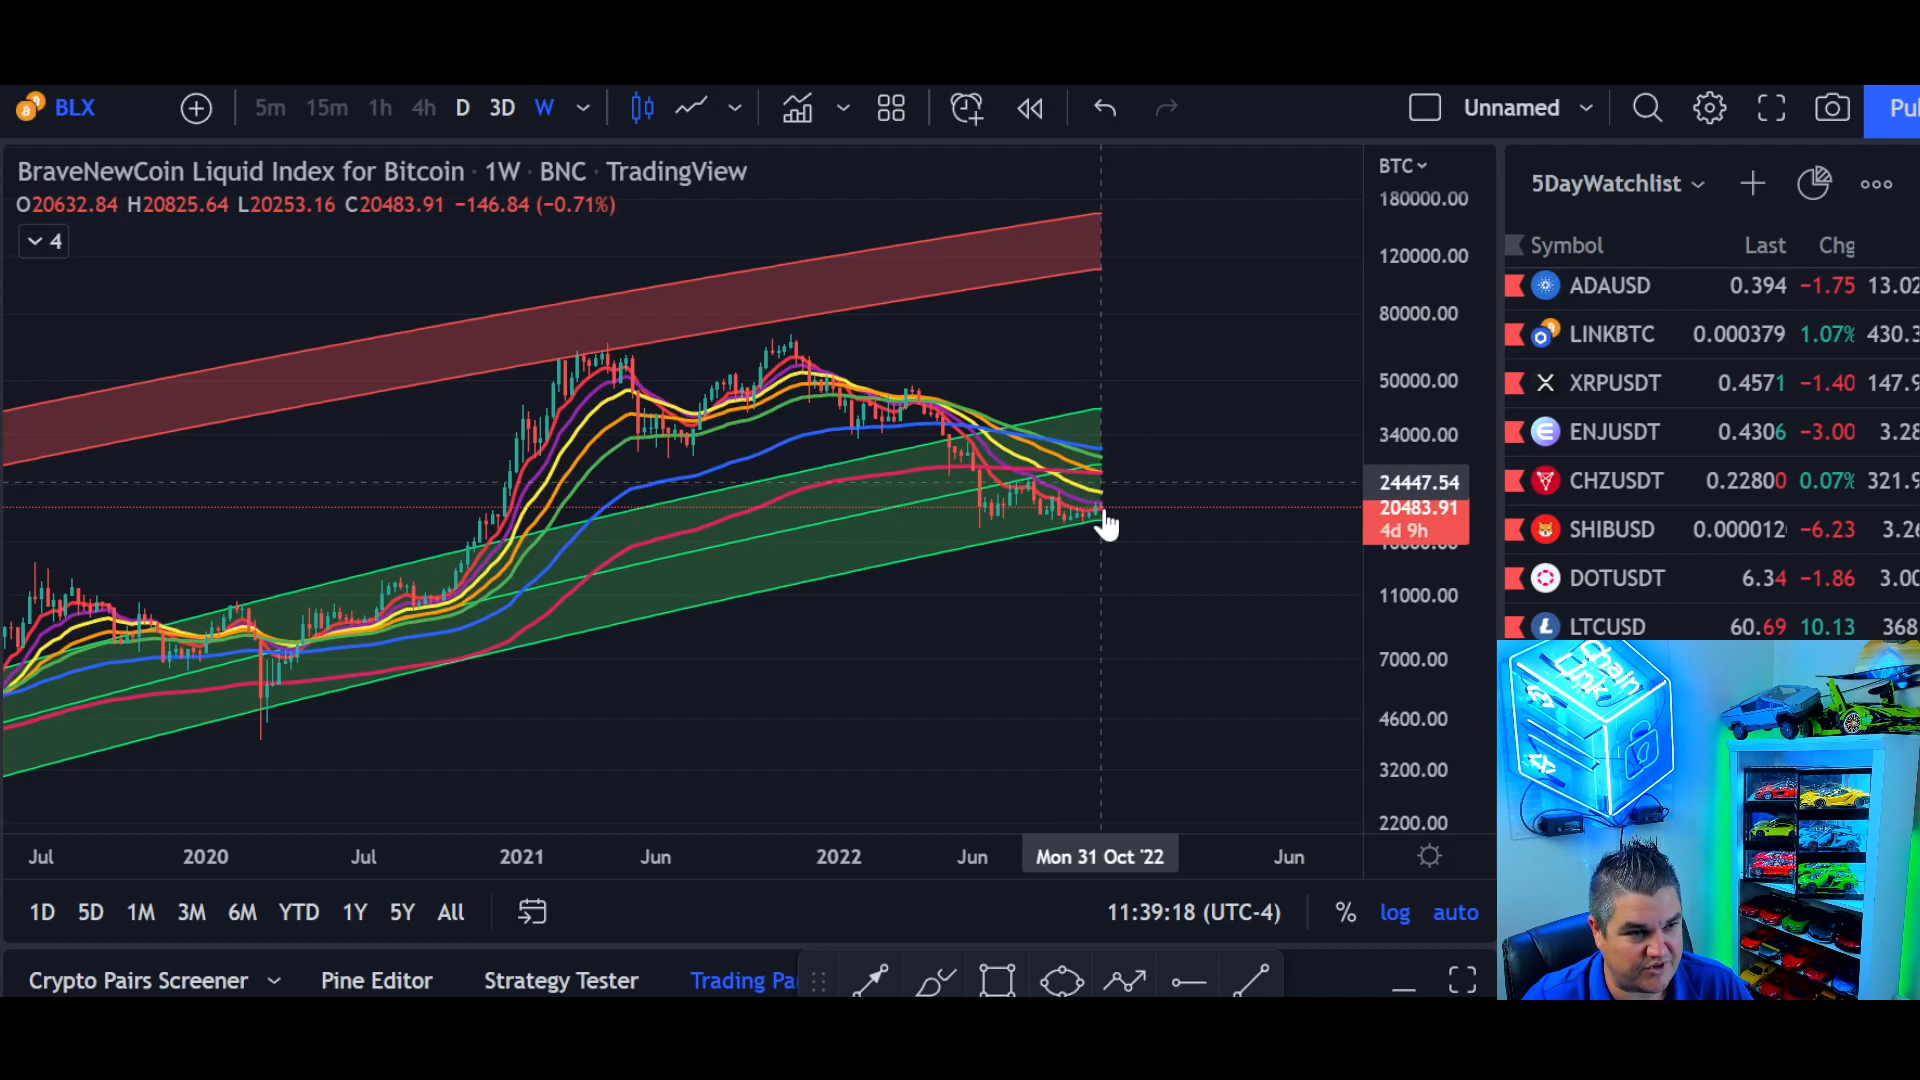 BLX 5m 15m 1h 4h D 3D W Unnamed
BraveNewCoin Liquid Index for Bitcoin · 1W · BNC · TradingView
O20632.84 H20825.64 L20253.16 C20483.91 −146.84 (−0.71%)
4
BTC
180000.00
120000.00
80000.00
50000.00
34000.00
24447.54
20483.91
4d 9h
11000.00
7000.00
4600.00
3200.00
2200.00
Jul 2020 Jul 2021 Jun 2022 Jun Mon 31 Oct '22 Jun
1D 5D 1M 3M 6M YTD 1Y 5Y All 11:39:18 (UTC-4) % log auto
Crypto Pairs Screener Pine Editor Strategy Tester Trading Pa
5DayWatchlist
Symbol Last Chg
ADAUSD 0.394 −1.75 13.02
LINKBTC 0.000379 1.07% 430.3
XRPUSDT 0.4571 −1.40 147.9
ENJUSDT 0.4306 −3.00 3.28
CHZUSDT 0.22800 0.07% 321.9
SHIBUSD 0.000012 −6.23 3.26
DOTUSDT 6.34 −1.86 3.00
LTCUSD 60.69 10.13 368
Chain
Link